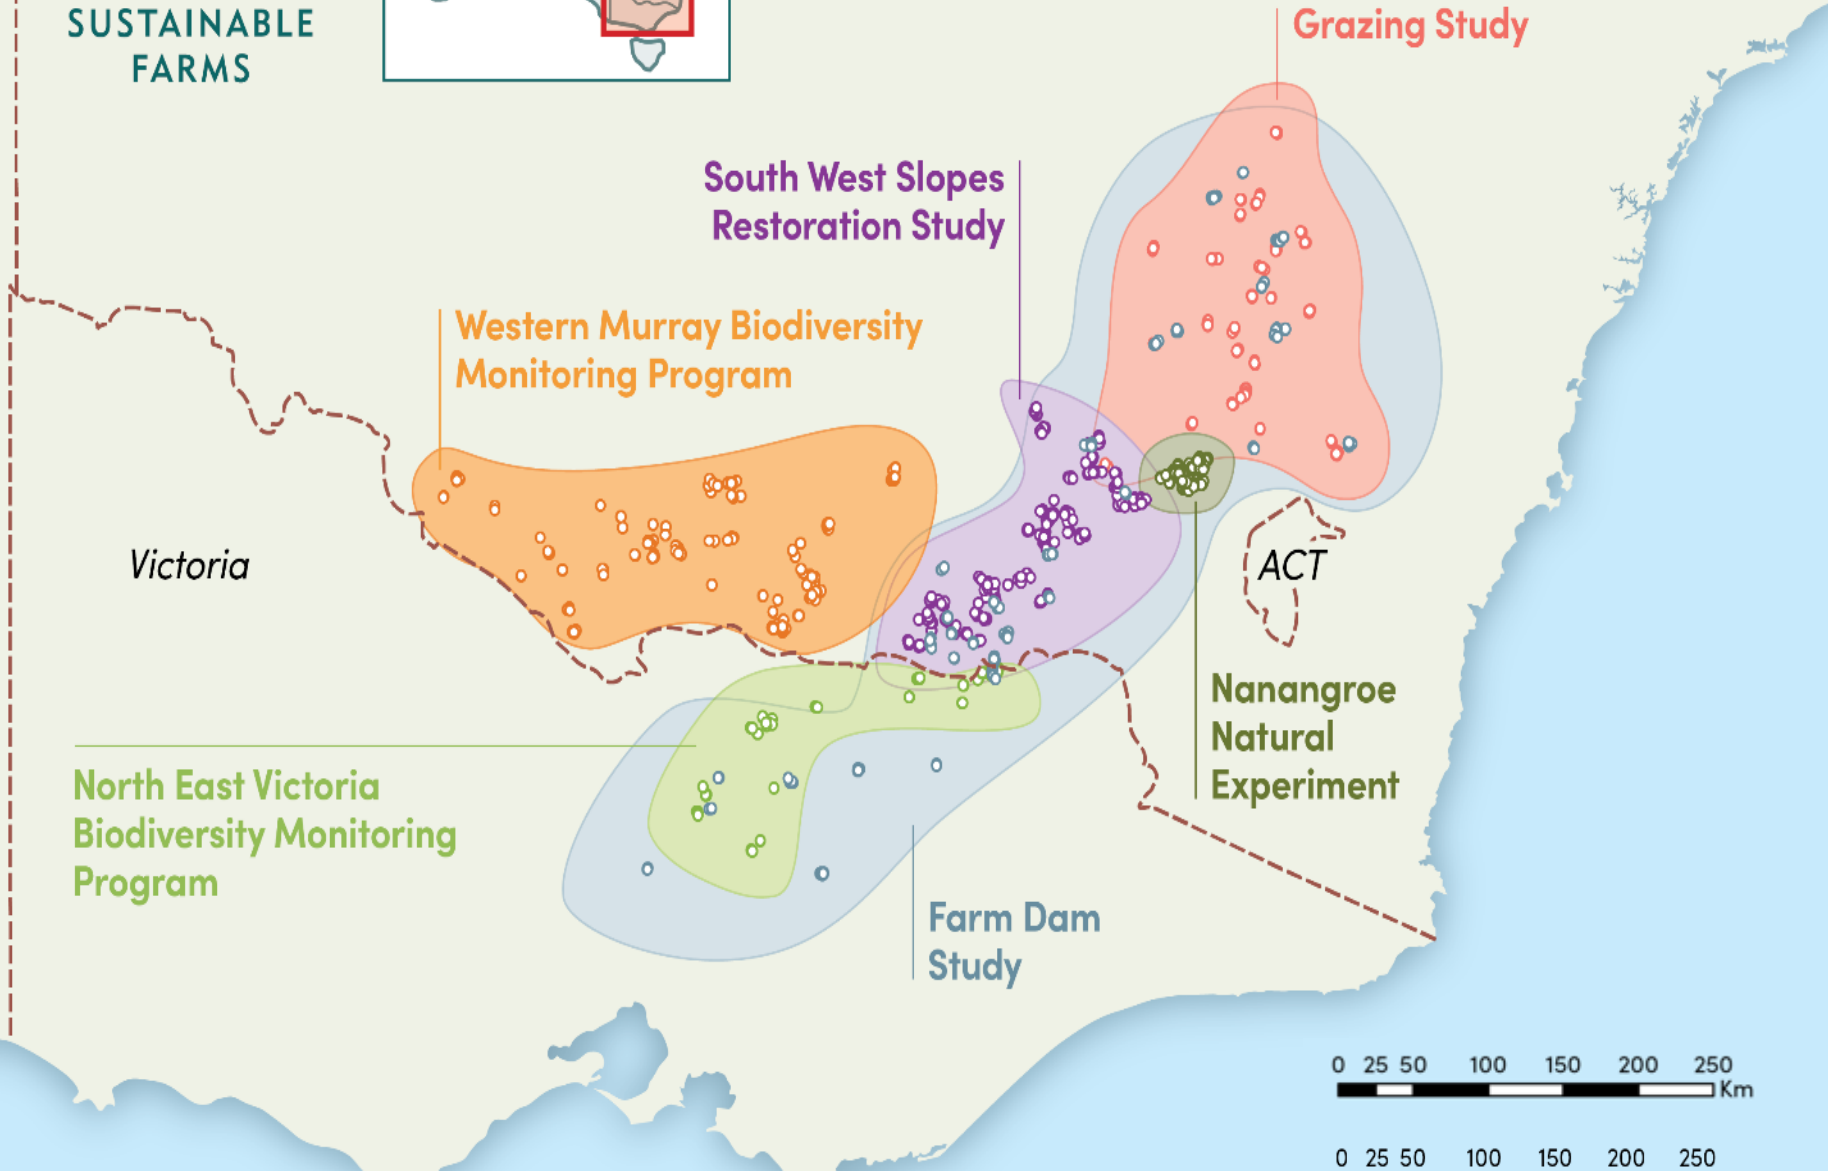 SUSTAINABLE
FARMS
Grazing Study
South West Slopes
Restoration Study
Western Murray Biodiversity
Monitoring Program
Victoria
ACT
Nanangroe
Natural
Experiment
North East Victoria
Biodiversity Monitoring
Program
Farm Dam
Study
0 25 50 100 150 200 250
Km
0 25 50 100 150 200 250